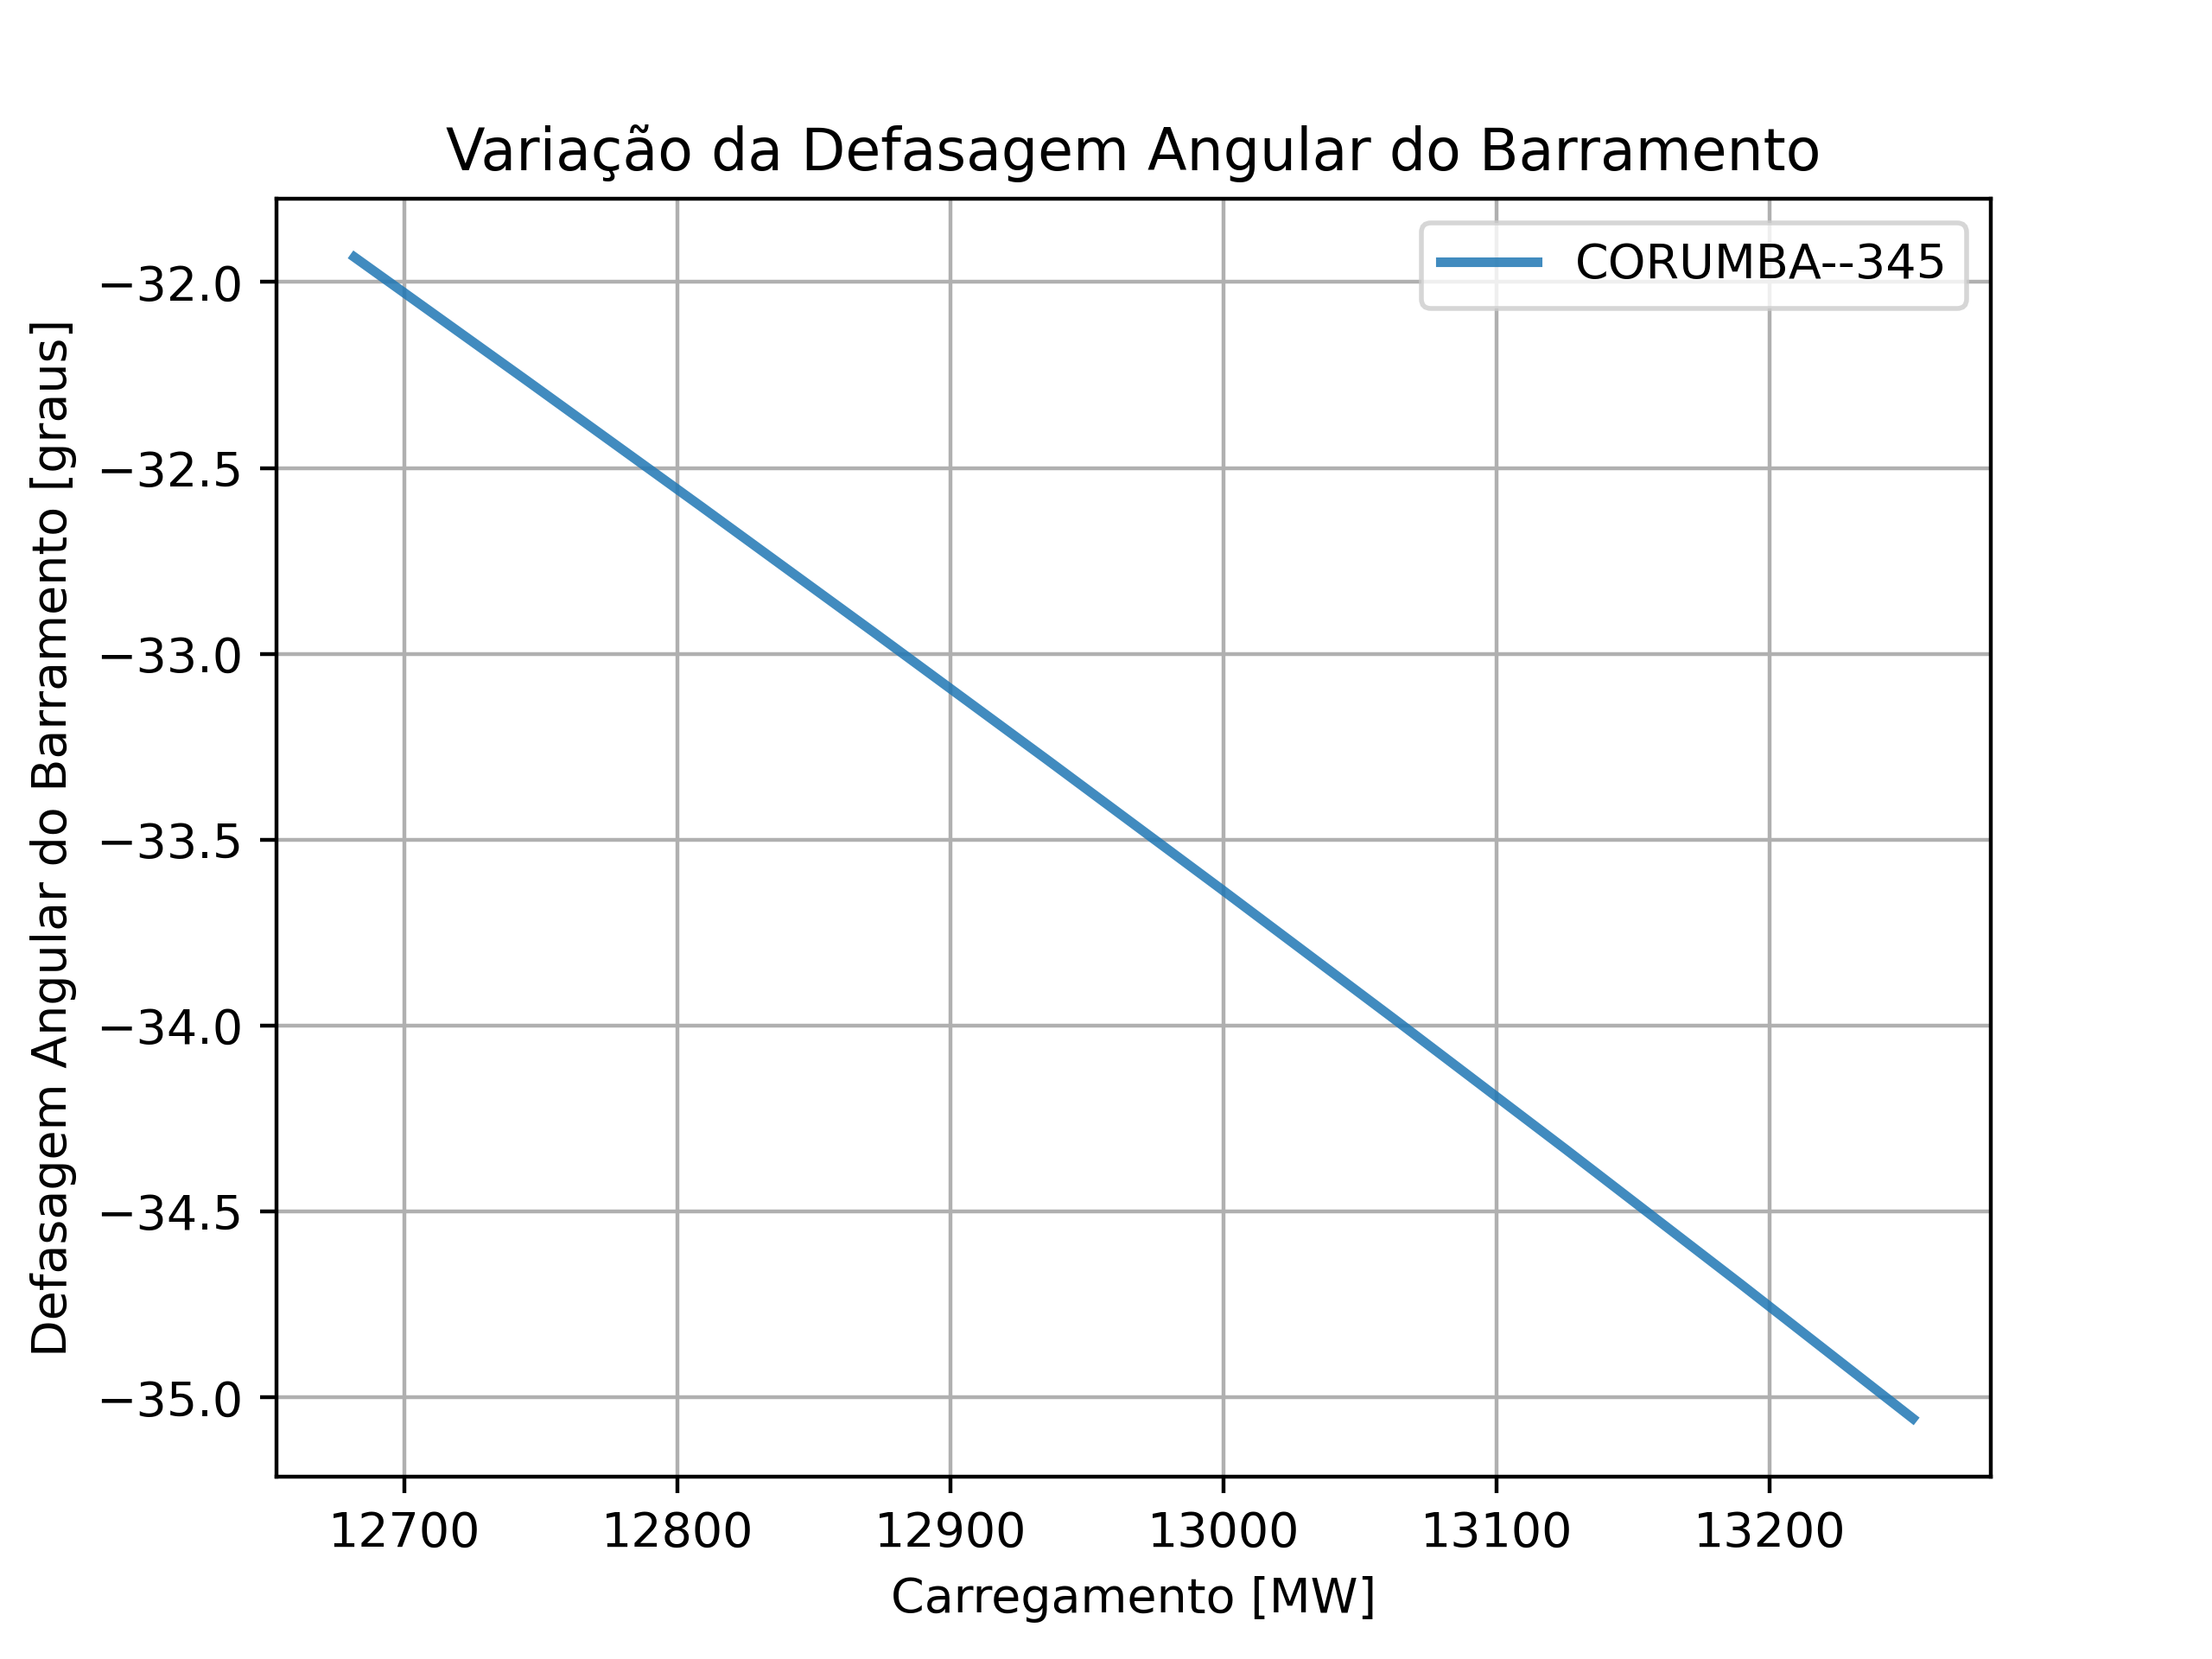 Variação da Defasagem Angular do Barramento
CORUMBA--345
Defasagem Angular do Barramento [graus]
−32.0
−32.5
−33.0
−33.5
−34.0
−34.5
−35.0
12700 12800 12900 13000 13100 13200
Carregamento [MW]